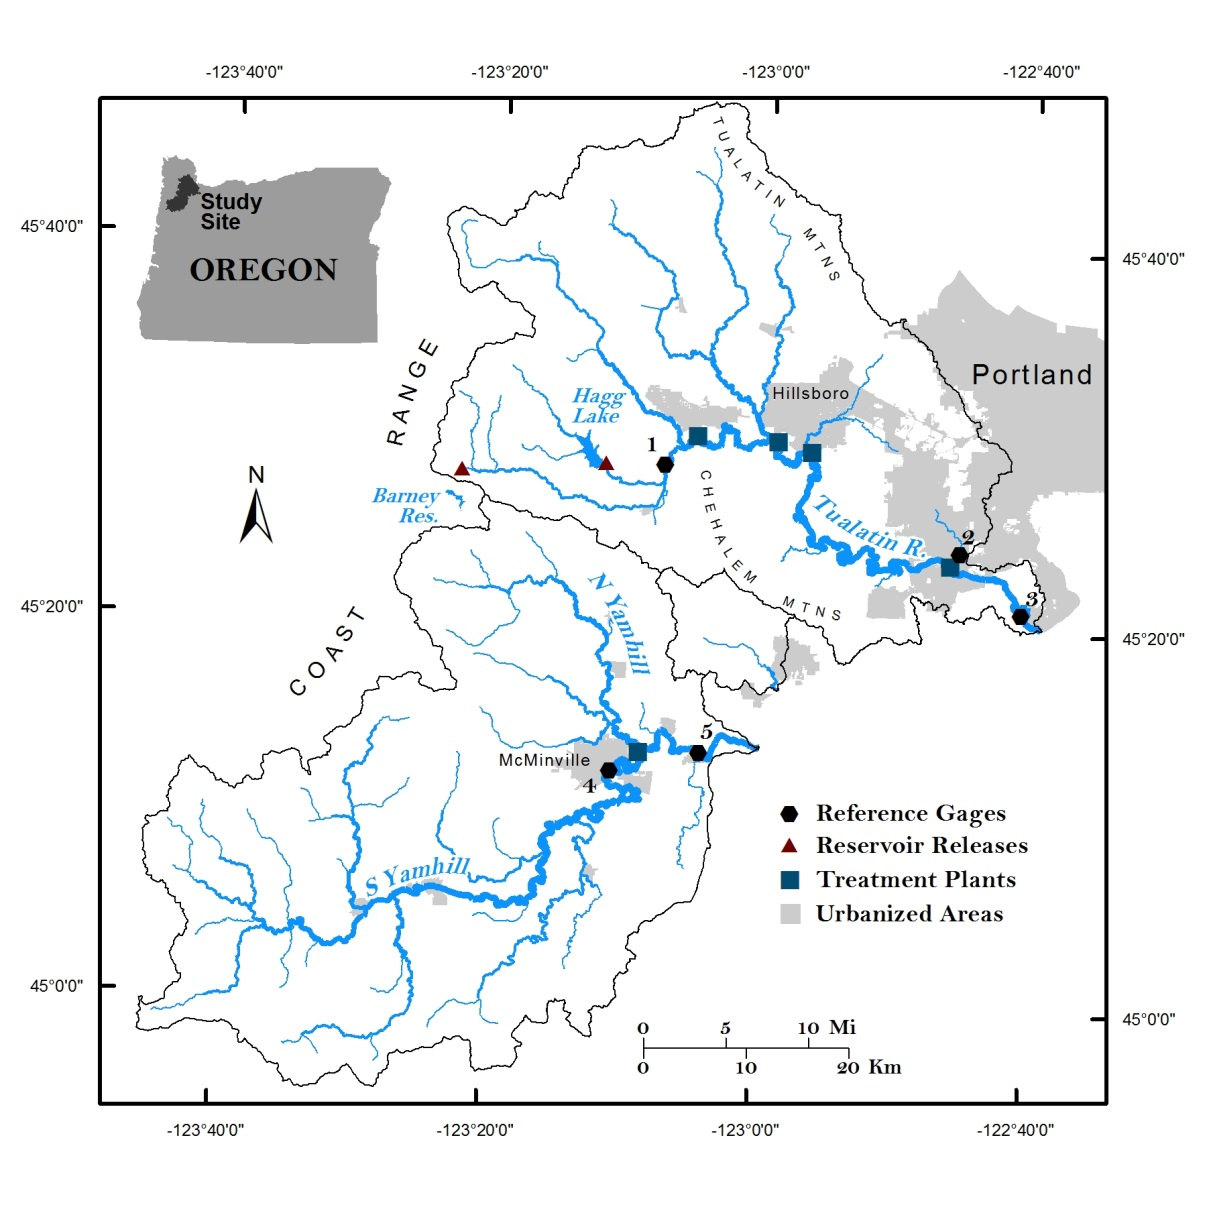 -123°40'0"
-123°20'0"
-123°0'0"
-122°40'0"
TUALATIN MTNS
Study
Site
OREGON
45°40'0"
45°40'0"
RANGE
Portland
Hillsboro
Hagg
Lake
1
N
Barney
Res.
CHEHALEM MTNS
Tualatin R.
2
3
45°20'0"
45°20'0"
COAST
N Yamhill
5
McMinville
4
S Yamhill
Reference Gages
Reservoir Releases
Treatment Plants
Urbanized Areas
45°0'0"
45°0'0"
0 5 10 Mi
0 10 20 Km
-123°40'0"
-123°20'0"
-123°0'0"
-122°40'0"